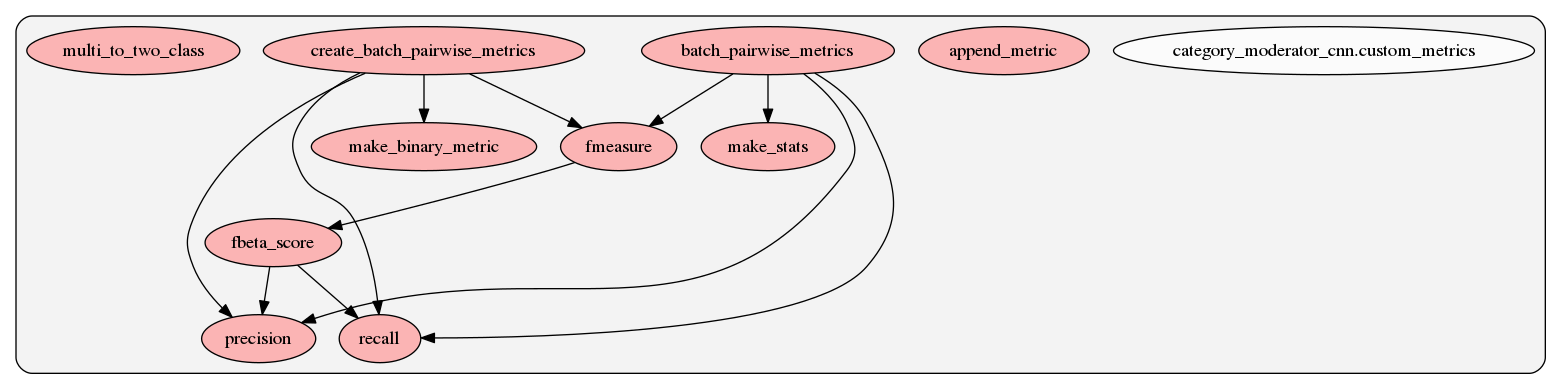 multi_to_two_class
create_batch_pairwise_metrics
batch_pairwise_metrics
append_metric
category_moderator_cnn.custom_metrics
make_binary_metric
fmeasure
make_stats
fbeta_score
precision
recall